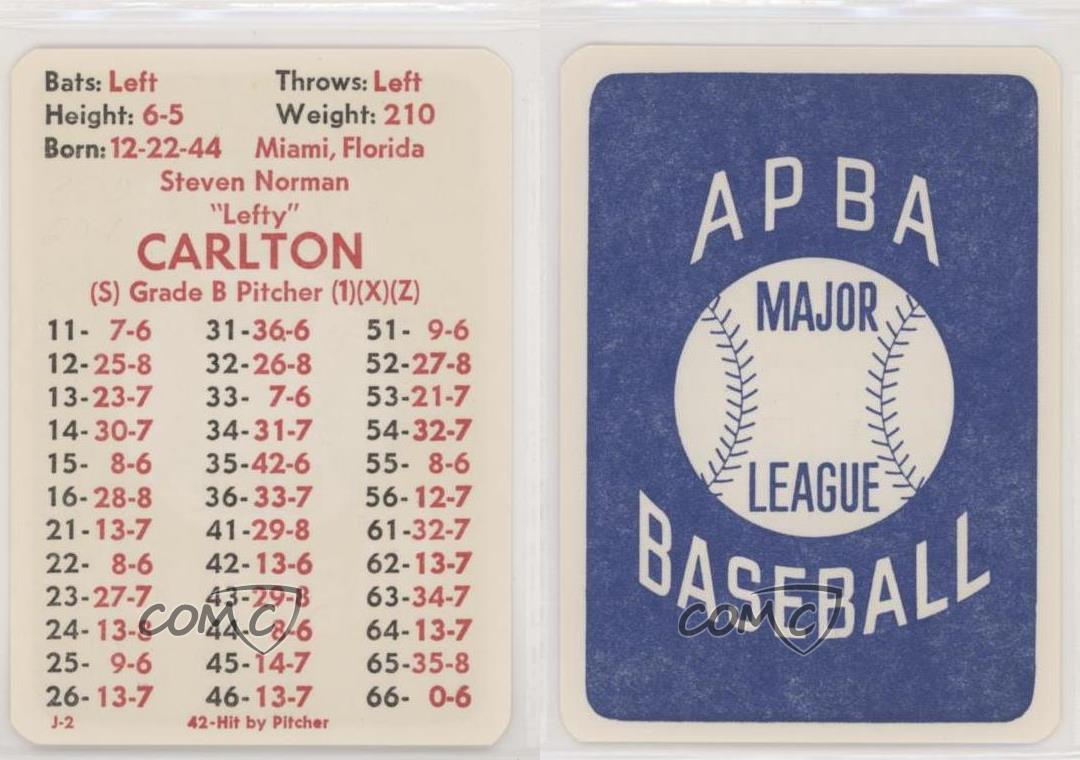 Bats: Left Throws: Left
Height: 6-5 Weight: 210
Born: 12-22-44 Miami, Florida
Steven Norman
"Lefty"
CARLTON
(S) Grade B Pitcher (1)(X)(Z)
11- 7-6 31-36-6 51- 9-6
12-25-8 32-26-8 52-27-8
13-23-7 33- 7-6 53-21-7
14-30-7 34-31-7 54-32-7
15- 8-6 35-42-6 55- 8-6
16-28-8 36-33-7 56-12-7
21-13-7 41-29-8 61-32-7
22- 8-6 42-13-6 62-13-7
23-27-7 43-29-8 63-34-7
24-13-8 44- 8-6 64-13-7
25- 9-6 45-14-7 65-35-8
26-13-7 46-13-7 66- 0-6
J-2 42-Hit by Pitcher
COMC
APBA
MAJOR
LEAGUE
BASEBALL
COMC